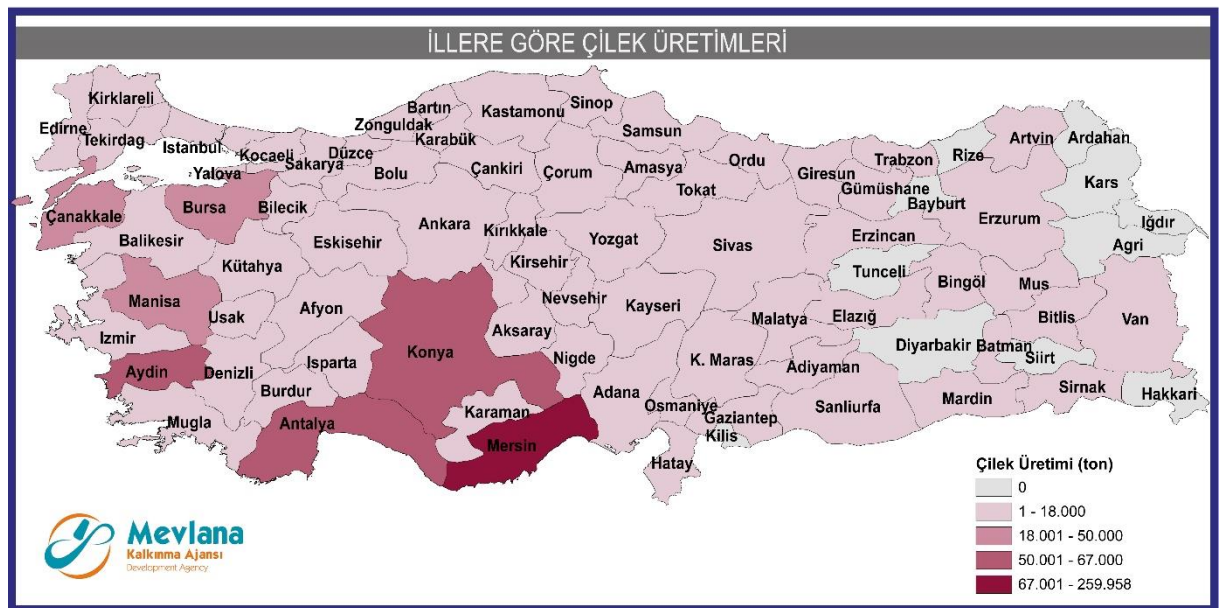 İLLERE GÖRE ÇİLEK ÜRETİMLERİ
Kirklareli
Edirne
Tekirdag
Istanbul
Kocaeli
Yalova
Sakarya
Düzce
Zonguldak
Bartın
Karabük
Kastamonu
Sinop
Samsun
Bolu
Çankiri
Çorum
Amasya
Tokat
Ordu
Giresun
Gümüshane
Trabzon
Bayburt
Rize
Artvin
Ardahan
Kars
Iğdır
Agri
Erzurum
Erzincan
Çanakkale
Bursa
Bilecik
Balikesir
Kütahya
Eskisehir
Ankara
Kırıkkale
Kirsehir
Yozgat
Sivas
Tunceli
Bingöl
Mus
Bitlis
Van
Manisa
Usak
Afyon
Izmir
Aydin
Denizli
Isparta
Burdur
Mugla
Antalya
Konya
Aksaray
Nevsehir
Kayseri
Nigde
Karaman
Mersin
Adana
K. Maras
Malatya
Elazığ
Adiyaman
Diyarbakir
Batman
Siirt
Sirnak
Hakkari
Mardin
Sanliurfa
Osmaniye
Gaziantep
Kilis
Hatay
Çilek Üretimi (ton)
0
1 - 18.000
18.001 - 50.000
50.001 - 67.000
67.001 - 259.958
Mevlana
Kalkınma Ajansı
Development Agency